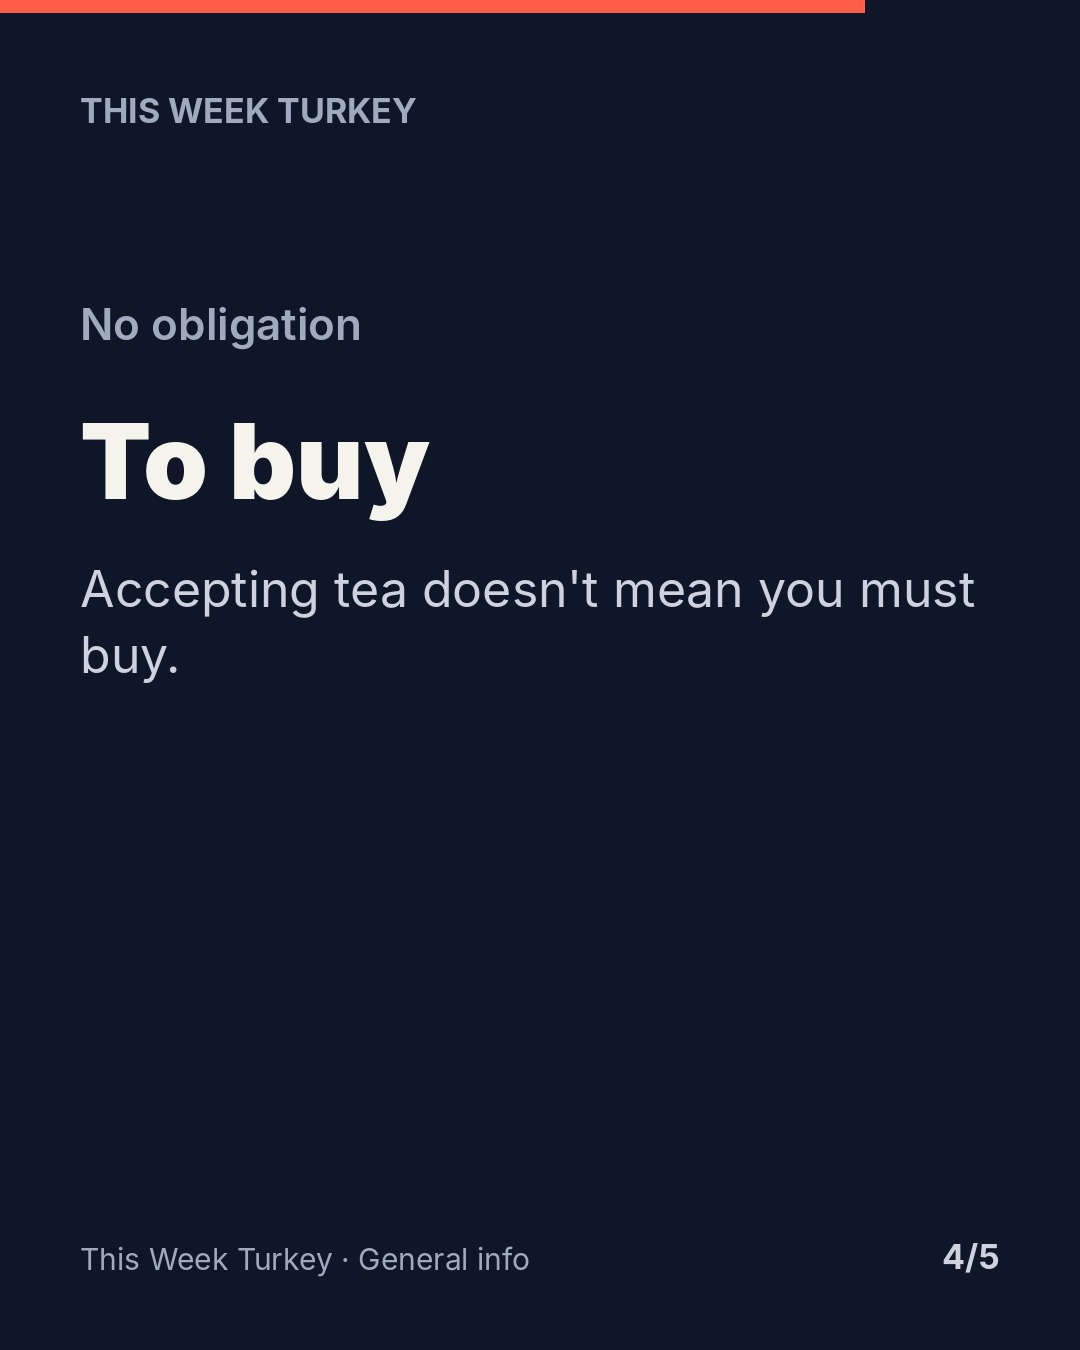 THIS WEEK TURKEY
No obligation
To buy
Accepting tea doesn't mean you must
buy.
This Week Turkey · General info
4/5